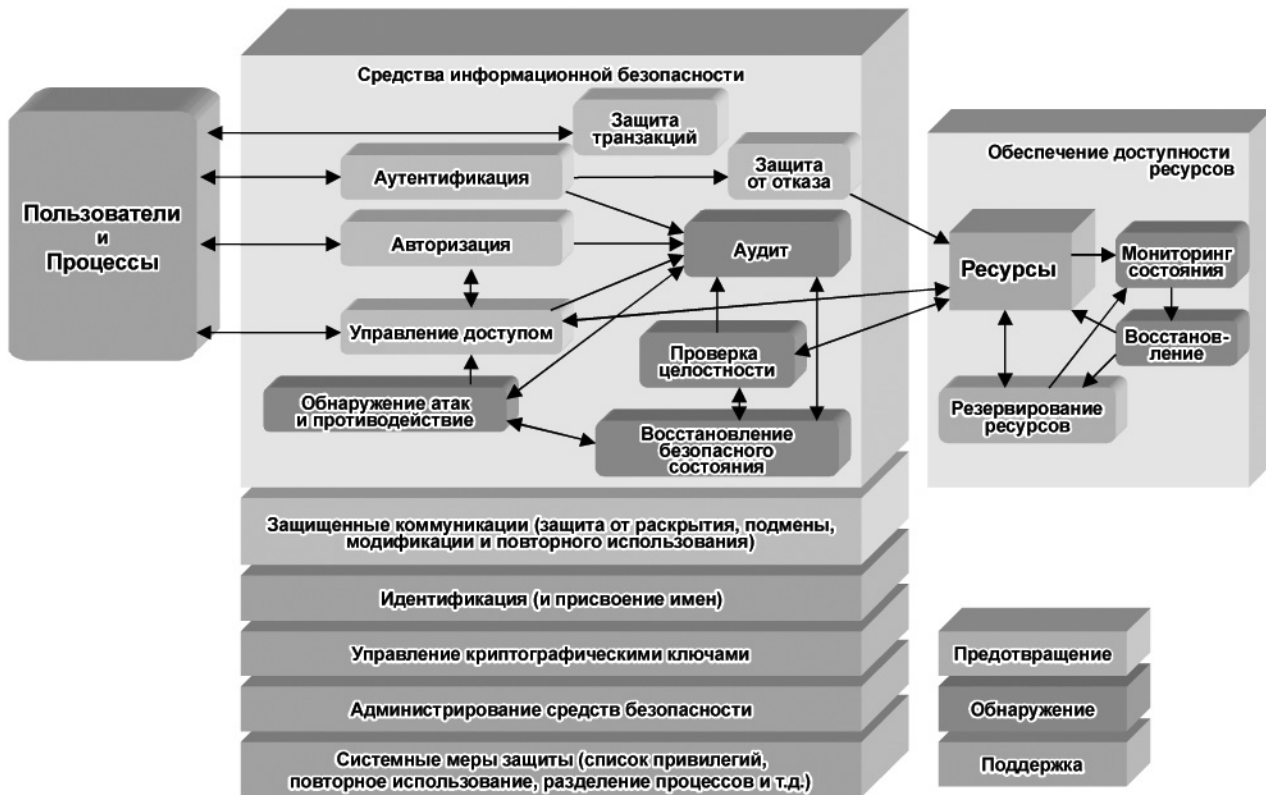 Средства информационной безопасности
Защита
транзакций
Обеспечение доступности
ресурсов
Аутентификация
Защита
от отказа
Пользователи
и
Процессы
Авторизация
Аудит
Ресурсы
Мониторинг
состояния
Управление доступом
Проверка
целостности
Восстанов-
ление
Обнаружение атак
и противодействие
Восстановление
безопасного
состояния
Резервирование
ресурсов
Защищенные коммуникации (защита от раскрытия, подмены,
модификации и повторного использования)
Идентификация (и присвоение имен)
Управление криптографическими ключами
Администрирование средств безопасности
Системные меры защиты (список привилегий,
повторное использование, разделение процессов и т.д.)
Предотвращение
Обнаружение
Поддержка